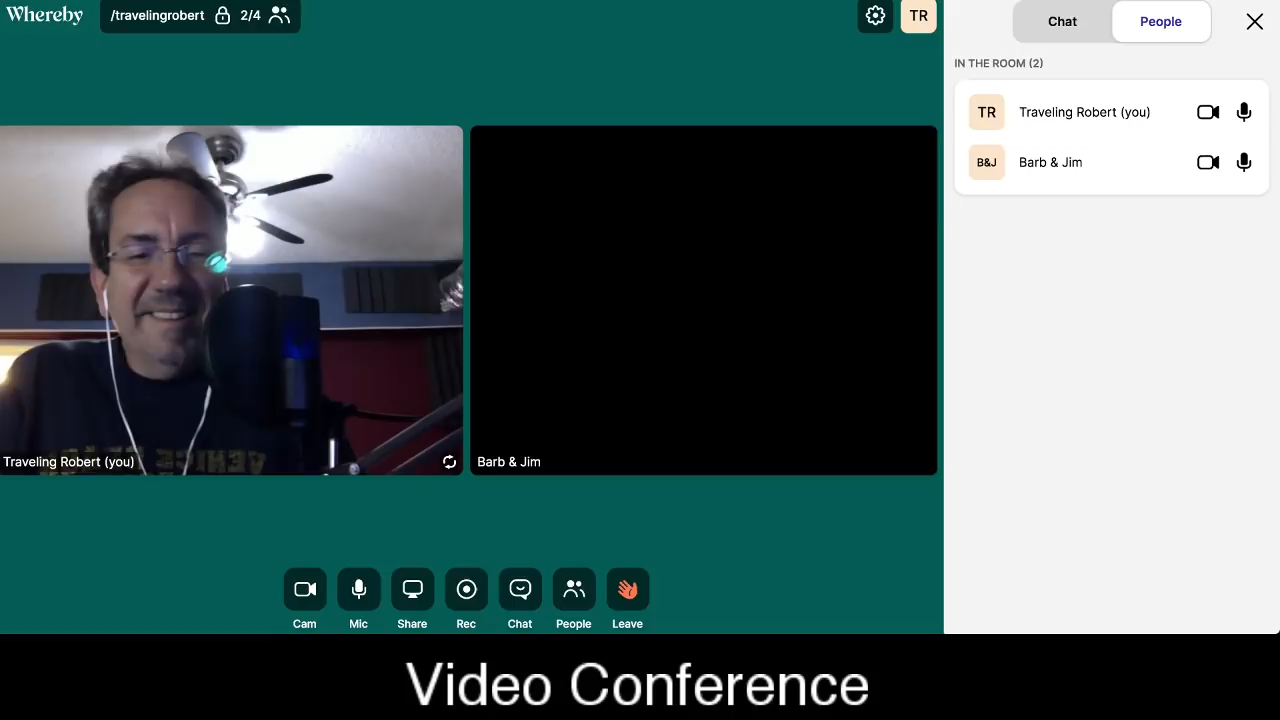 Whereby
/travelingrobert
2/4
TR
Chat
People
IN THE ROOM (2)
TR
Traveling Robert (you)
B&J
Barb & Jim
Traveling Robert (you)
Barb & Jim
Cam
Mic
Share
Rec
Chat
People
Leave
Video Conference